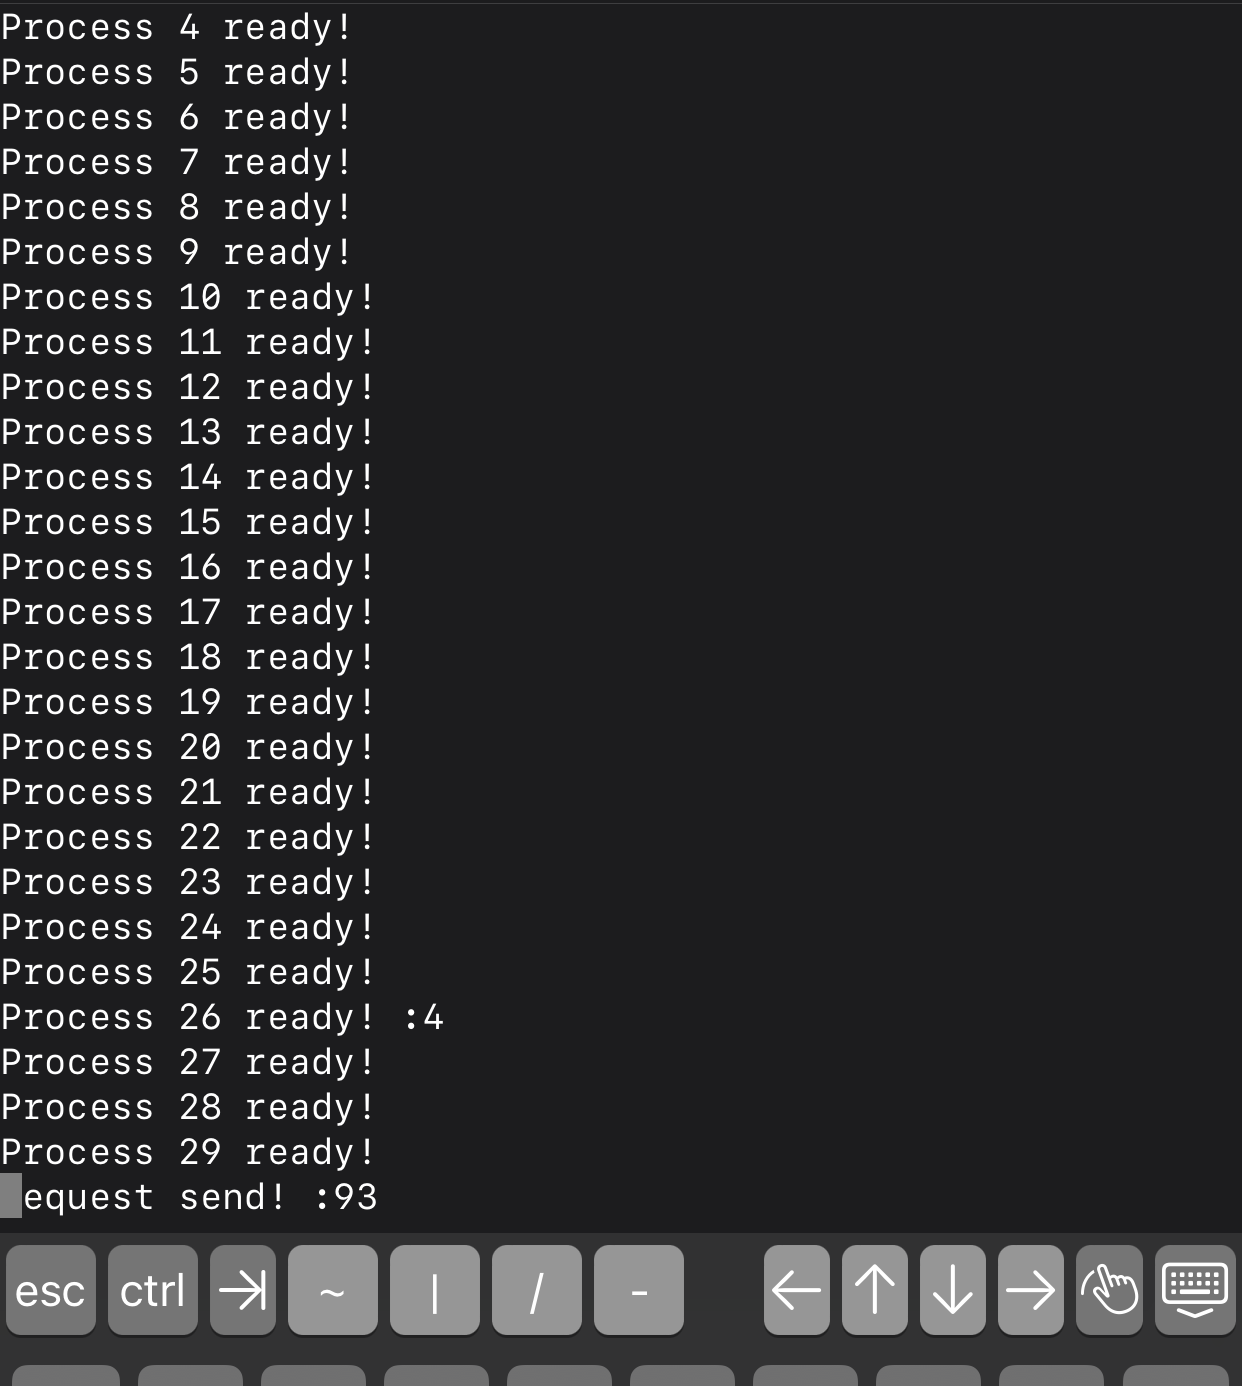 Process 4 ready!
Process 5 ready!
Process 6 ready!
Process 7 ready!
Process 8 ready!
Process 9 ready!
Process 10 ready!
Process 11 ready!
Process 12 ready!
Process 13 ready!
Process 14 ready!
Process 15 ready!
Process 16 ready!
Process 17 ready!
Process 18 ready!
Process 19 ready!
Process 20 ready!
Process 21 ready!
Process 22 ready!
Process 23 ready!
Process 24 ready!
Process 25 ready!
Process 26 ready! :4
Process 27 ready!
Process 28 ready!
Process 29 ready!
equest send! :93
esc ctrl ~ | / -